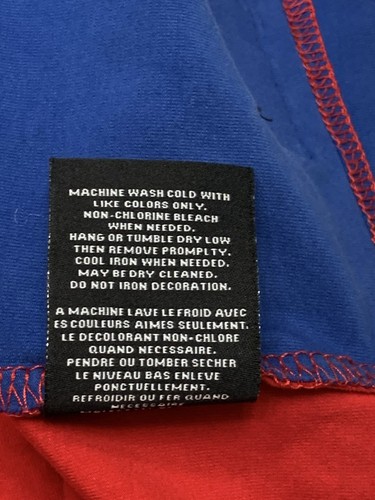 MACHINE WASH COLD WITH
LIKE COLORS ONLY.
NON-CHLORINE BLEACH
WHEN NEEDED.
HANG OR TUMBLE DRY LOW
THEN REMOVE PROMPLTY.
COOL IRON WHEN NEEDED.
MAY BE DRY CLEANED.
DO NOT IRON DECORATION.
A MACHINE LAVE LE FROID AVEC
ES COULEURS AIMES SEULEMENT.
LE DECOLORANT NON-CHLORE
QUAND NECESSAIRE.
PENDRE OU TOMBER SECHER
LE NIVEAU BAS ENLEVE
PONCTUELLEMENT.
REFROIDIR OU FER QUAND
NECESSAIRE